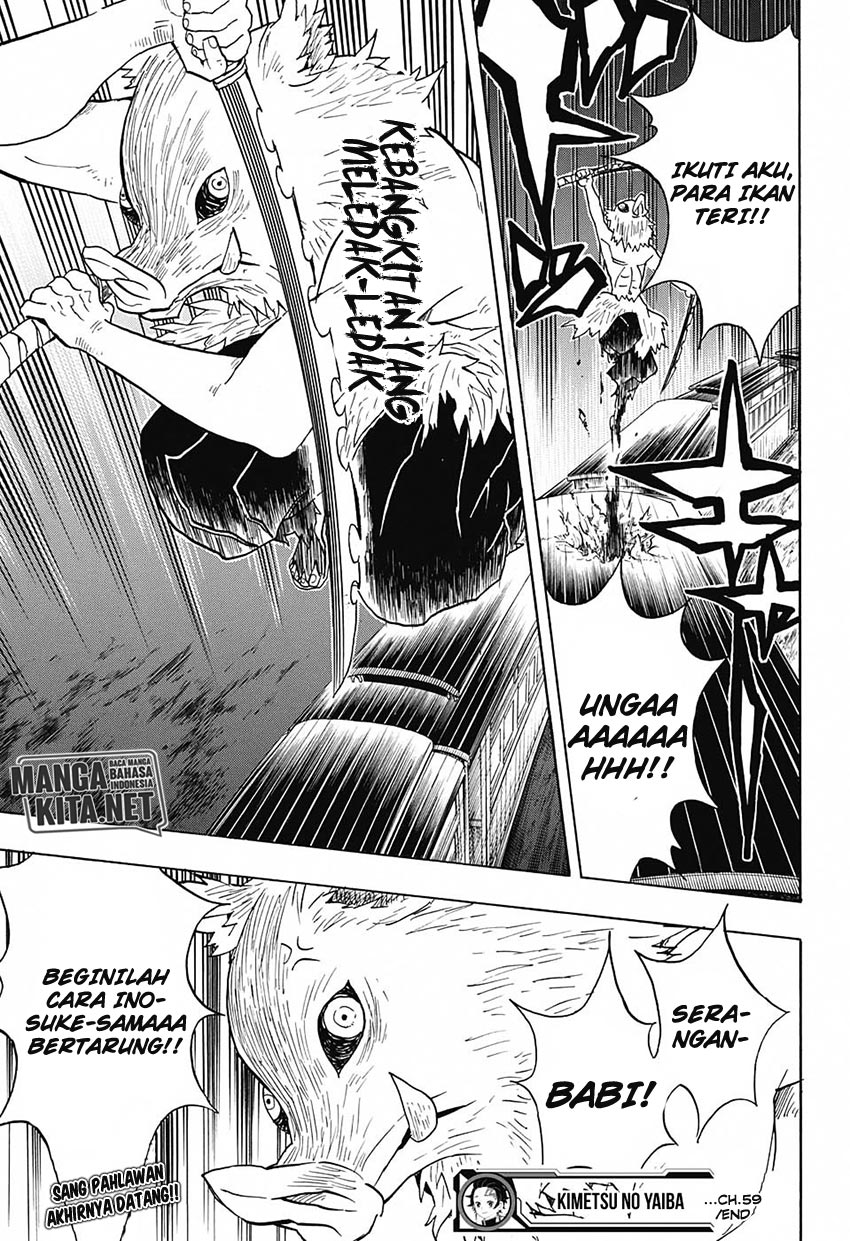 IKUTI AKU,
PARA IKAN
TERI!!
UNGAA
AAAAAA
HHH!!
KEBANGKITAN YANG
MELEDAK-LEDAK
MANGA
KITA.NET
BACA MANGA
BAHASA
INDONESIA
SERA-
NGAN-
BABI!
BEGINILAH
CARA INO-
SUKE-SAMAAA
BERTARUNG!!
SANG PAHLAWAN
AKHIRNYA DATANG!!
KIMETSU NO YAIBA
...CH.59
/END